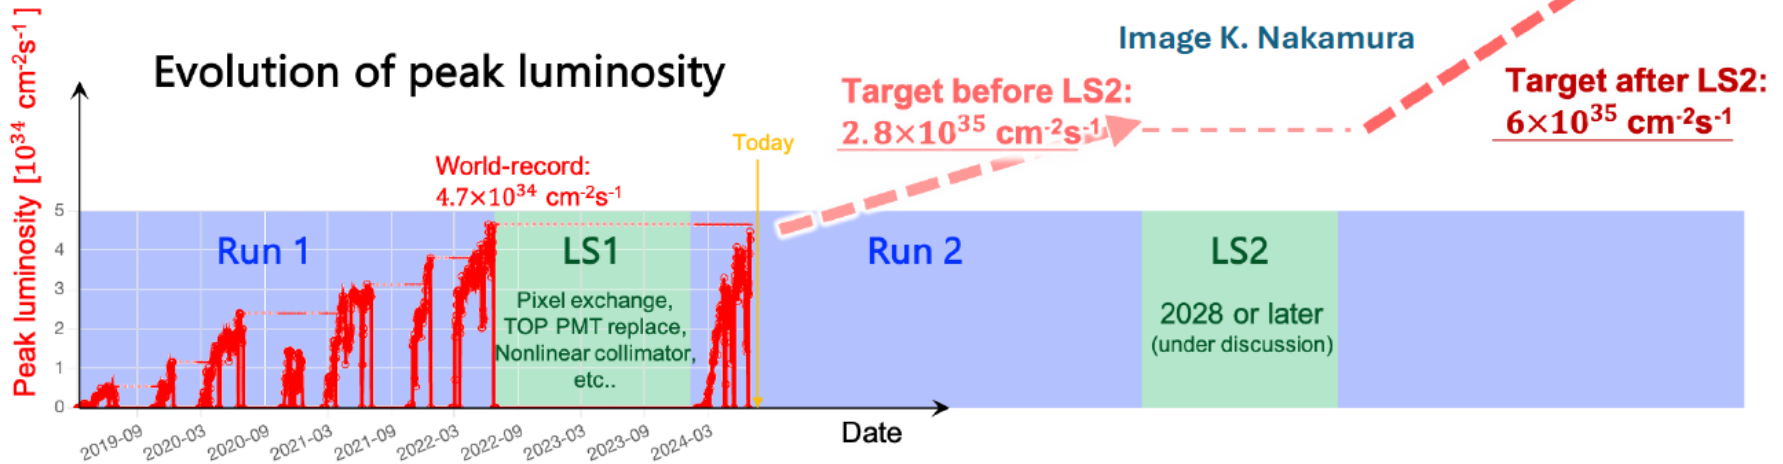 Evolution of peak luminosity
Peak luminosity [10³⁴ cm⁻²s⁻¹]
Image K. Nakamura
Target before LS2:
2.8×10³⁵ cm⁻²s⁻¹
Target after LS2:
6×10³⁵ cm⁻²s⁻¹
Today
World-record:
4.7×10³⁴ cm⁻²s⁻¹
5
4
3
2
1
0
Run 1
LS1
Pixel exchange,
TOP PMT replace,
Nonlinear collimator,
etc..
Run 2
LS2
2028 or later
(under discussion)
2019-09
2020-03
2020-09
2021-03
2021-09
2022-03
2022-09
2023-03
2023-09
2024-03
Date